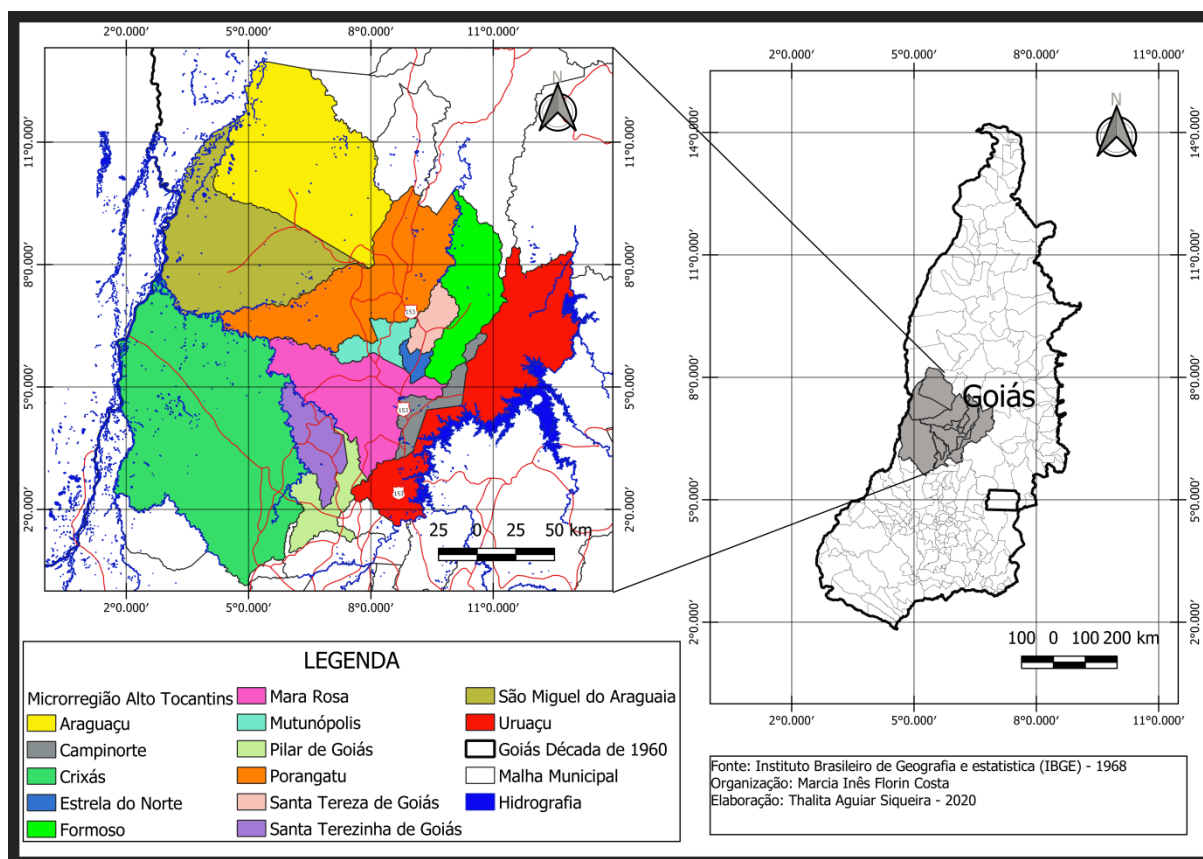 2°0.000' 5°0.000' 8°0.000' 11°0.000'
N
11°0.000' 11°0.000'
8°0.000' 8°0.000'
153
5°0.000' 5°0.000'
153
2°0.000' 2°0.000'
153
25 0 25 50 km
2°0.000' 5°0.000' 8°0.000' 11°0.000'
2°0.000' 5°0.000' 8°0.000' 11°0.000'
N
14°0.000' 14°0.000'
11°0.000' 11°0.000'
8°0.000' 8°0.000'
Goiás
5°0.000' 5°0.000'
2°0.000' 2°0.000'
100 0 100 200 km
2°0.000' 5°0.000' 8°0.000' 11°0.000'
LEGENDA
Microrregião Alto Tocantins
Araguaçu
Campinorte
Crixás
Estrela do Norte
Formoso
Mara Rosa
Mutunópolis
Pilar de Goiás
Porangatu
Santa Tereza de Goiás
Santa Terezinha de Goiás
São Miguel do Araguaia
Uruaçu
Goiás Década de 1960
Malha Municipal
Hidrografia
Fonte: Instituto Brasileiro de Geografia e estatistica (IBGE) - 1968
Organização: Marcia Inês Florin Costa
Elaboração: Thalita Aguiar Siqueira - 2020